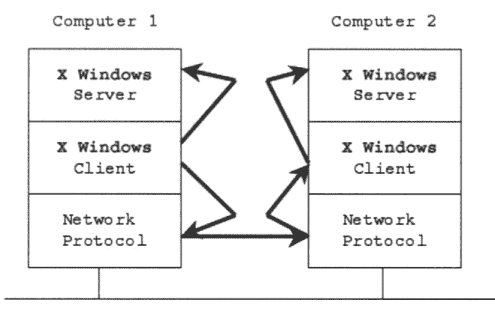 Computer 1
Computer 2
X Windows
Server
X Windows
Server
X Windows
Client
X Windows
Client
Network
Protocol
Network
Protocol